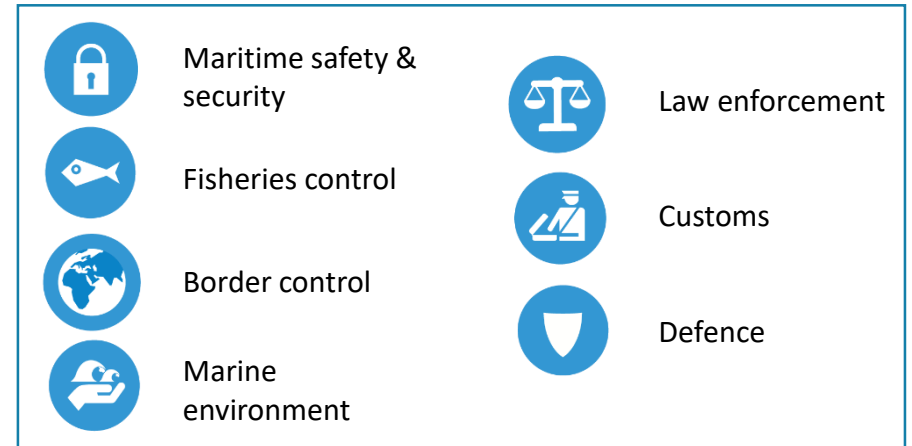 Maritime safety &
security
Fisheries control
Border control
Marine
environment
Law enforcement
Customs
Defence